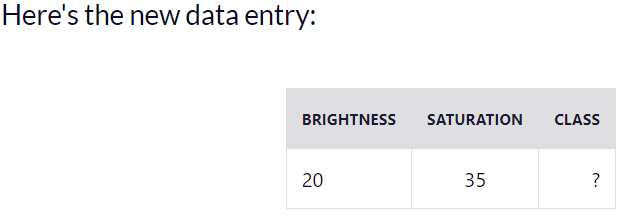 Here's the new data entry:
BRIGHTNESS SATURATION CLASS
20 35 ?